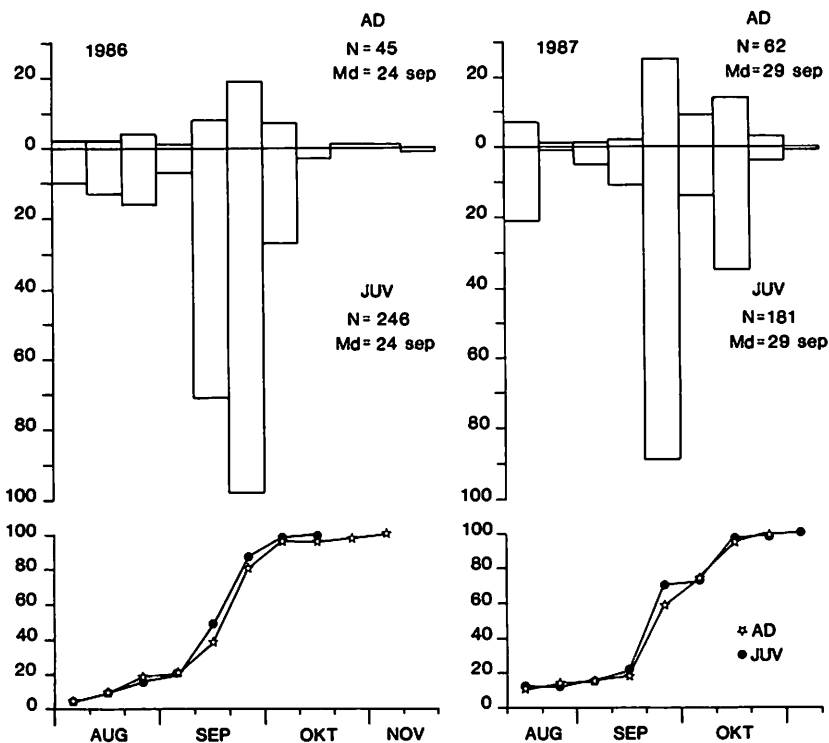 1986
AD
N= 45
Md= 24 sep
20
0
20
40
60
80
100
JUV
N= 246
Md= 24 sep
1987
AD
N= 62
Md= 29 sep
20
0
20
40
60
80
100
JUV
N=181
Md= 29 sep
100
80
60
40
20
0
AUG
SEP
OKT
NOV
100
80
60
40
20
0
AD
JUV
AUG
SEP
OKT